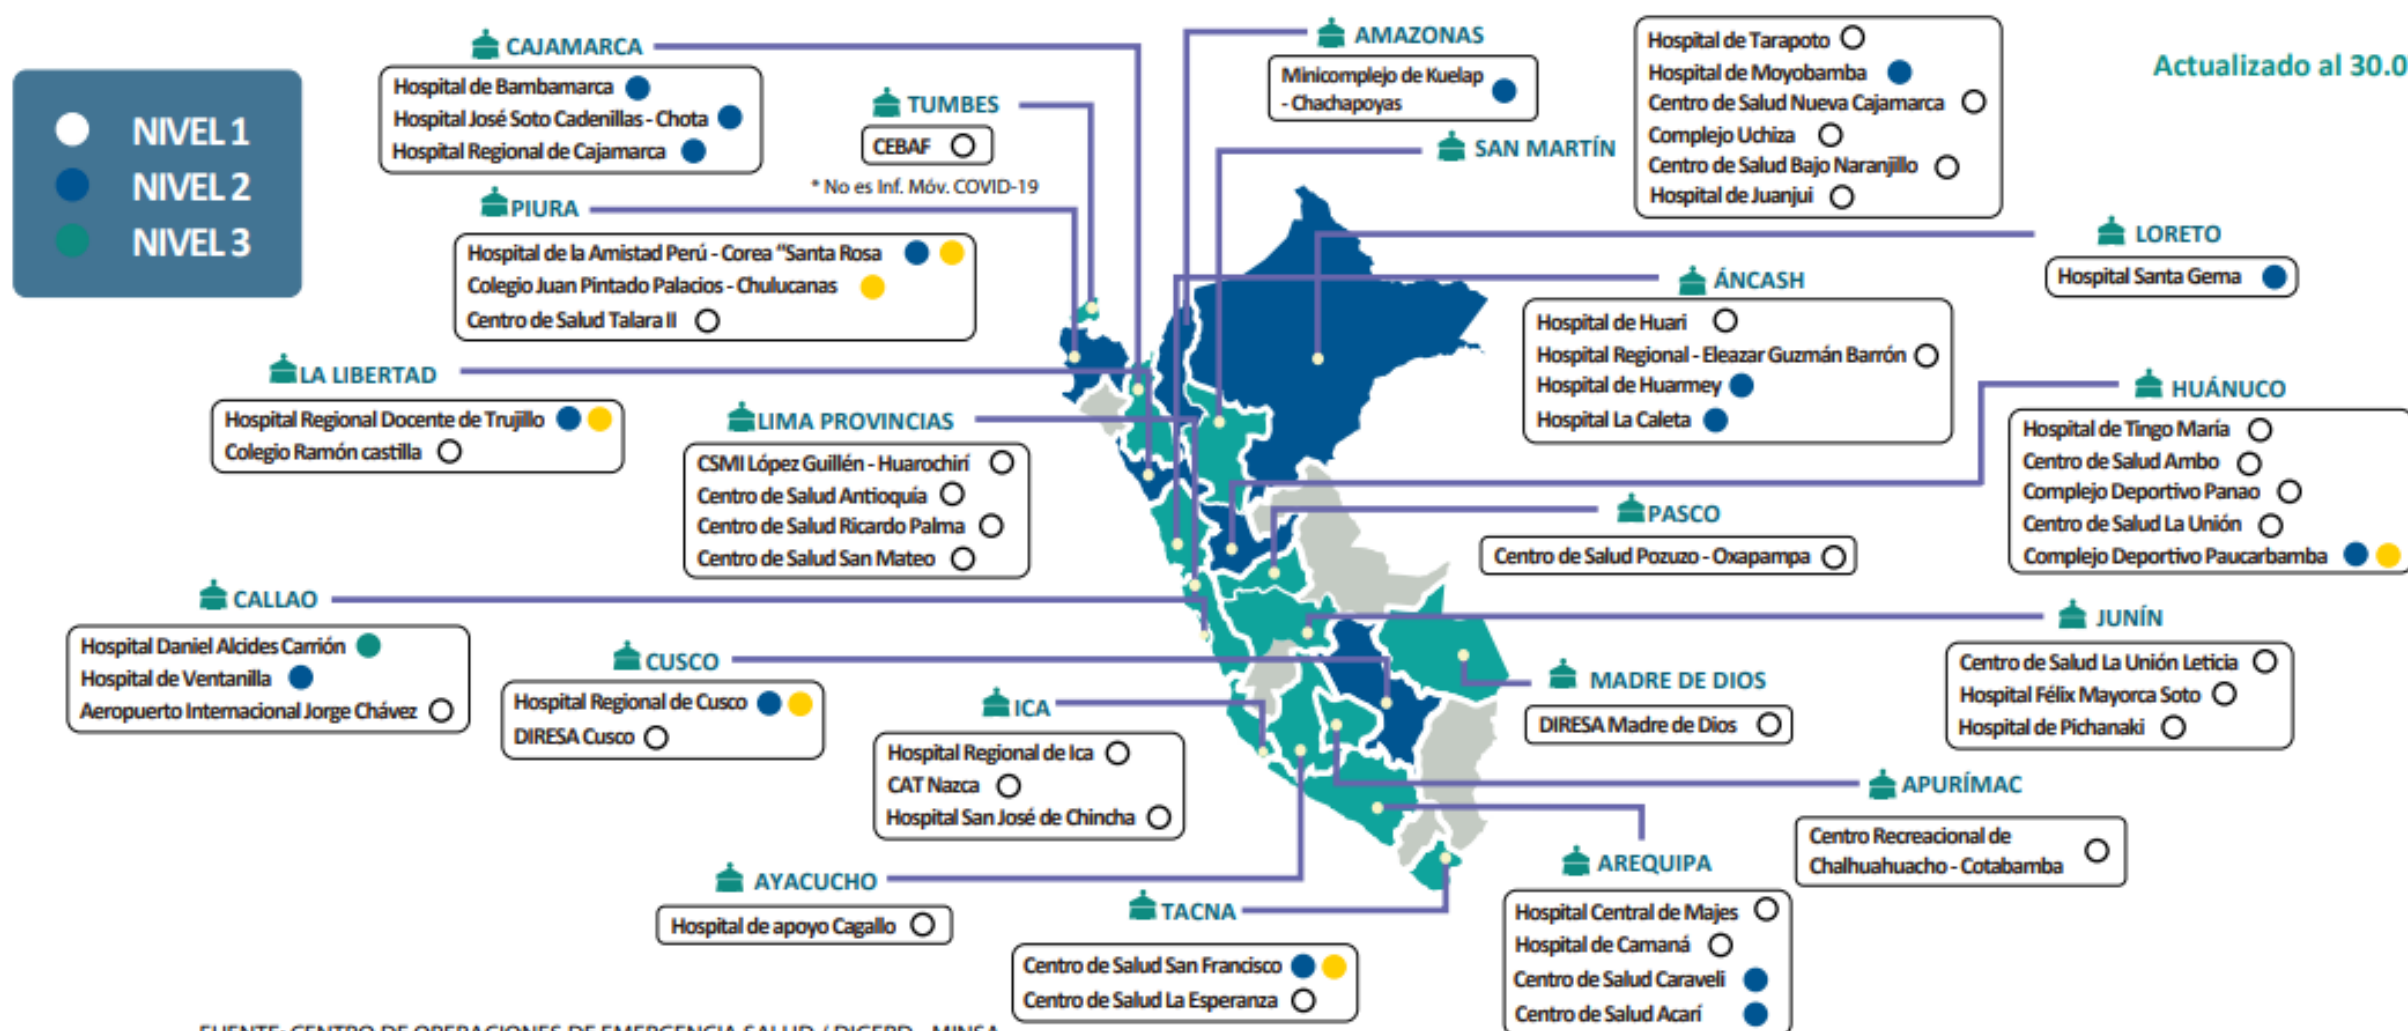 Actualizado al 30.0
NIVEL 1
NIVEL 2
NIVEL 3
CAJAMARCA
Hospital de Bambamarca
Hospital José Soto Cadenillas - Chota
Hospital Regional de Cajamarca
TUMBES
CEBAF
* No es Inf. Móv. COVID-19
AMAZONAS
Minicomplejo de Kuelap
- Chachapoyas
SAN MARTÍN
Hospital de Tarapoto
Hospital de Moyobamba
Centro de Salud Nueva Cajamarca
Complejo Uchiza
Centro de Salud Bajo Naranjillo
Hospital de Juanjui
PIURA
Hospital de la Amistad Perú - Corea "Santa Rosa
Colegio Juan Pintado Palacios - Chulucanas
Centro de Salud Talara II
LORETO
Hospital Santa Gema
ÁNCASH
Hospital de Huari
Hospital Regional - Eleazar Guzmán Barrón
Hospital de Huarmey
Hospital La Caleta
LA LIBERTAD
Hospital Regional Docente de Trujillo
Colegio Ramón castilla
LIMA PROVINCIAS
CSMI López Guillén - Huarochirí
Centro de Salud Antioquía
Centro de Salud Ricardo Palma
Centro de Salud San Mateo
HUÁNUCO
Hospital de Tingo María
Centro de Salud Ambo
Complejo Deportivo Panao
Centro de Salud La Unión
Complejo Deportivo Paucarbamba
PASCO
Centro de Salud Pozuzo - Oxapampa
CALLAO
Hospital Daniel Alcides Carrión
Hospital de Ventanilla
Aeropuerto Internacional Jorge Chávez
CUSCO
Hospital Regional de Cusco
DIRESA Cusco
ICA
Hospital Regional de Ica
CAT Nazca
Hospital San José de Chincha
MADRE DE DIOS
DIRESA Madre de Dios
JUNÍN
Centro de Salud La Unión Leticia
Hospital Félix Mayorca Soto
Hospital de Pichanaki
APURÍMAC
Centro Recreacional de
Chalhuahuacho - Cotabamba
AYACUCHO
Hospital de apoyo Cagallo
TACNA
Centro de Salud San Francisco
Centro de Salud La Esperanza
AREQUIPA
Hospital Central de Majes
Hospital de Camaná
Centro de Salud Caraveli
Centro de Salud Acarí
FUENTE: CENTRO DE OPERACIONES DE EMERGENCIA SALUD / DIGERD - MINSA